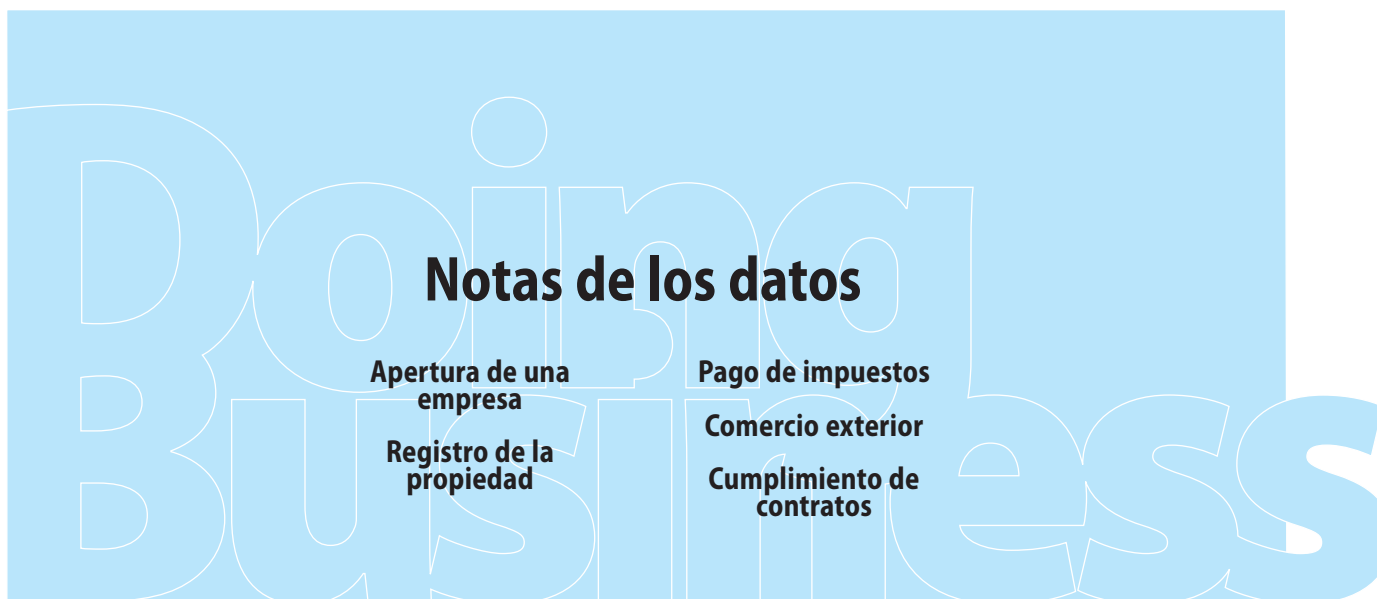 Doing
Business
Notas de los datos
Apertura de una
empresa
Registro de la
propiedad
Pago de impuestos
Comercio exterior
Cumplimiento de
contratos